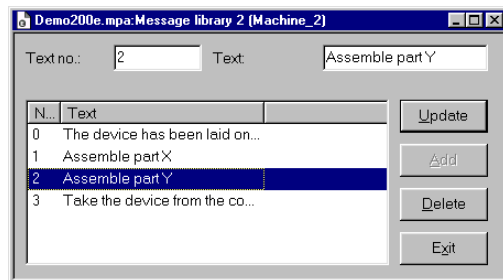 Demo200e.mpa:Message library 2 (Machine_2)
Text no.: 2 Text: Assemble part Y
N... Text
0 The device has been laid on...
1 Assemble part X
2 Assemble part Y
3 Take the device from the co...
Update
Add
Delete
Exit